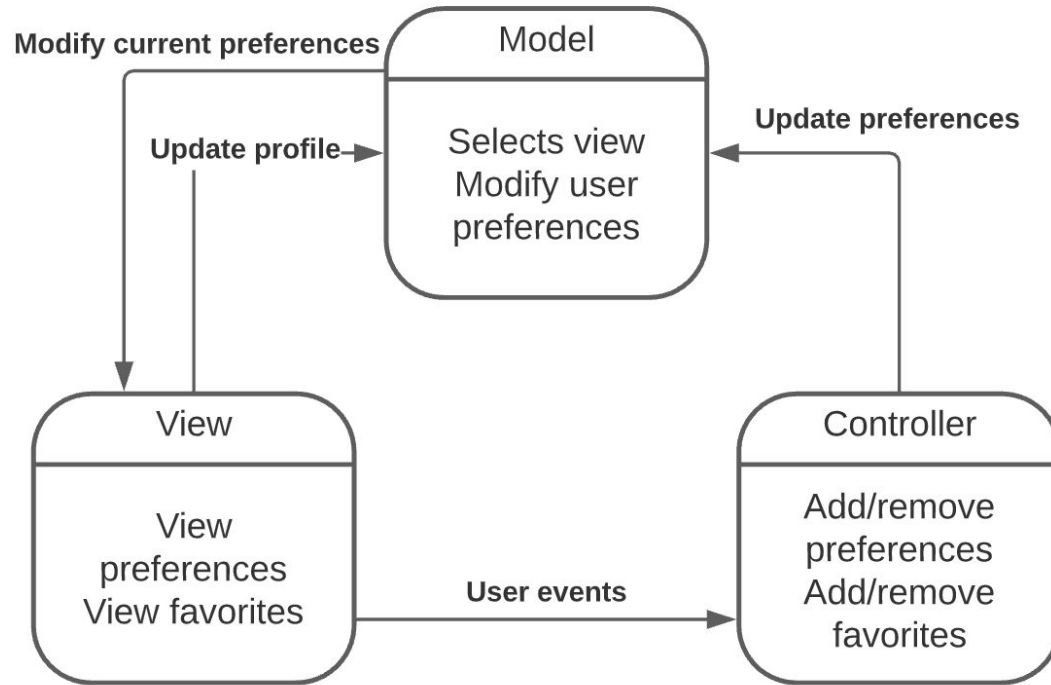 Modify current preferences
Model
Update profile
Selects view
Modify user
preferences
Update preferences
View
View
preferences
View favorites
User events
Controller
Add/remove
preferences
Add/remove
favorites